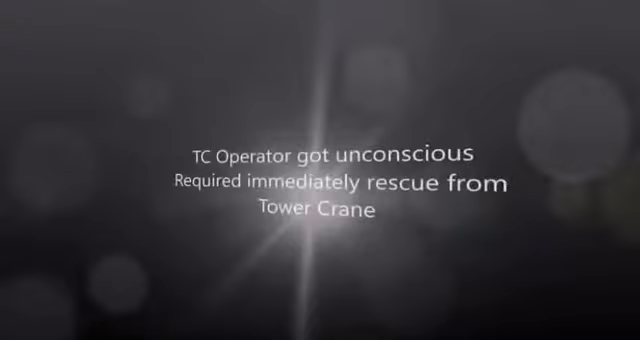 TC Operator got unconscious
Required immediately rescue from
Tower Crane